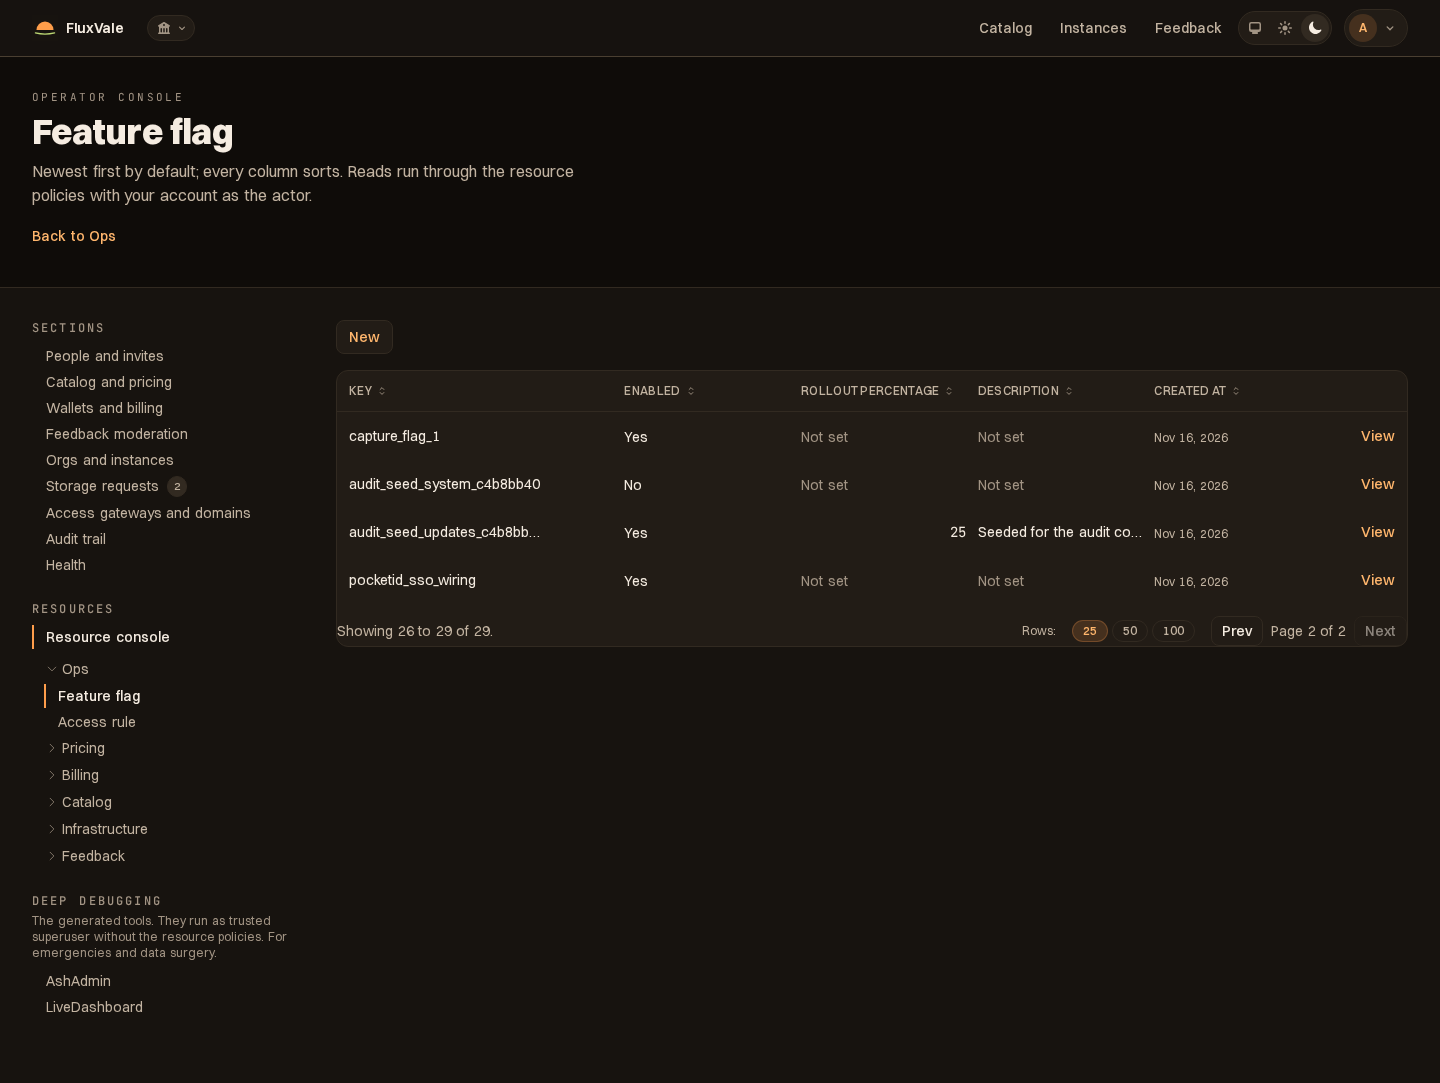 FluxVale
Catalog
Instances
Feedback
A
OPERATOR CONSOLE
Feature flag
Newest first by default; every column sorts. Reads run through the resource
policies with your account as the actor.
Back to Ops
SECTIONS
People and invites
Catalog and pricing
Wallets and billing
Feedback moderation
Orgs and instances
Storage requests 2
Access gateways and domains
Audit trail
Health
RESOURCES
Resource console
Ops
Feature flag
Access rule
Pricing
Billing
Catalog
Infrastructure
Feedback
DEEP DEBUGGING
The generated tools. They run as trusted
superuser without the resource policies. For
emergencies and data surgery.
AshAdmin
LiveDashboard
New
KEY ENABLED ROLLOUT PERCENTAGE DESCRIPTION CREATED AT
capture_flag_1 Yes Not set Not set Nov 16, 2026 View
audit_seed_system_c4b8bb40 No Not set Not set Nov 16, 2026 View
audit_seed_updates_c4b8bb... Yes 25 Seeded for the audit co... Nov 16, 2026 View
pocketid_sso_wiring Yes Not set Not set Nov 16, 2026 View
Showing 26 to 29 of 29. Rows: 25 50 100 Prev Page 2 of 2 Next